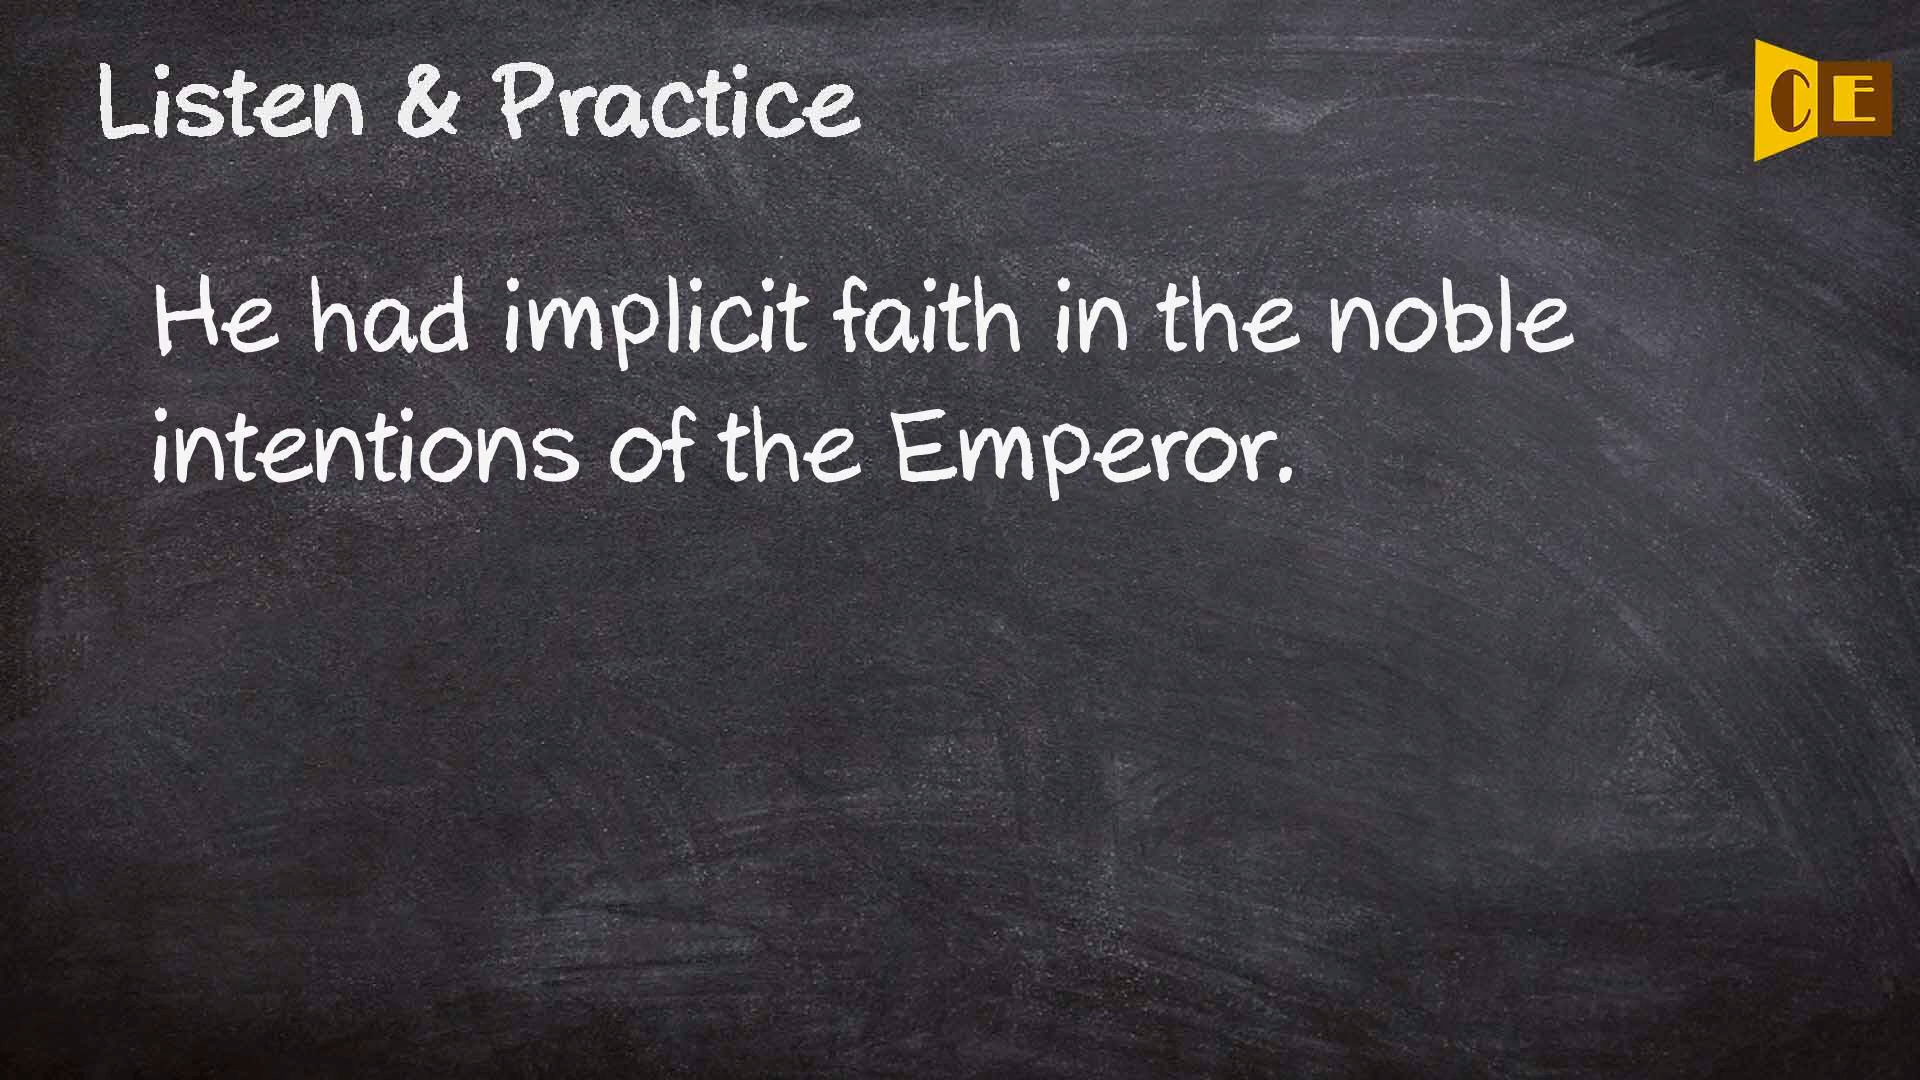 Listen & Practice
CE
He had implicit faith in the noble
intentions of the Emperor.